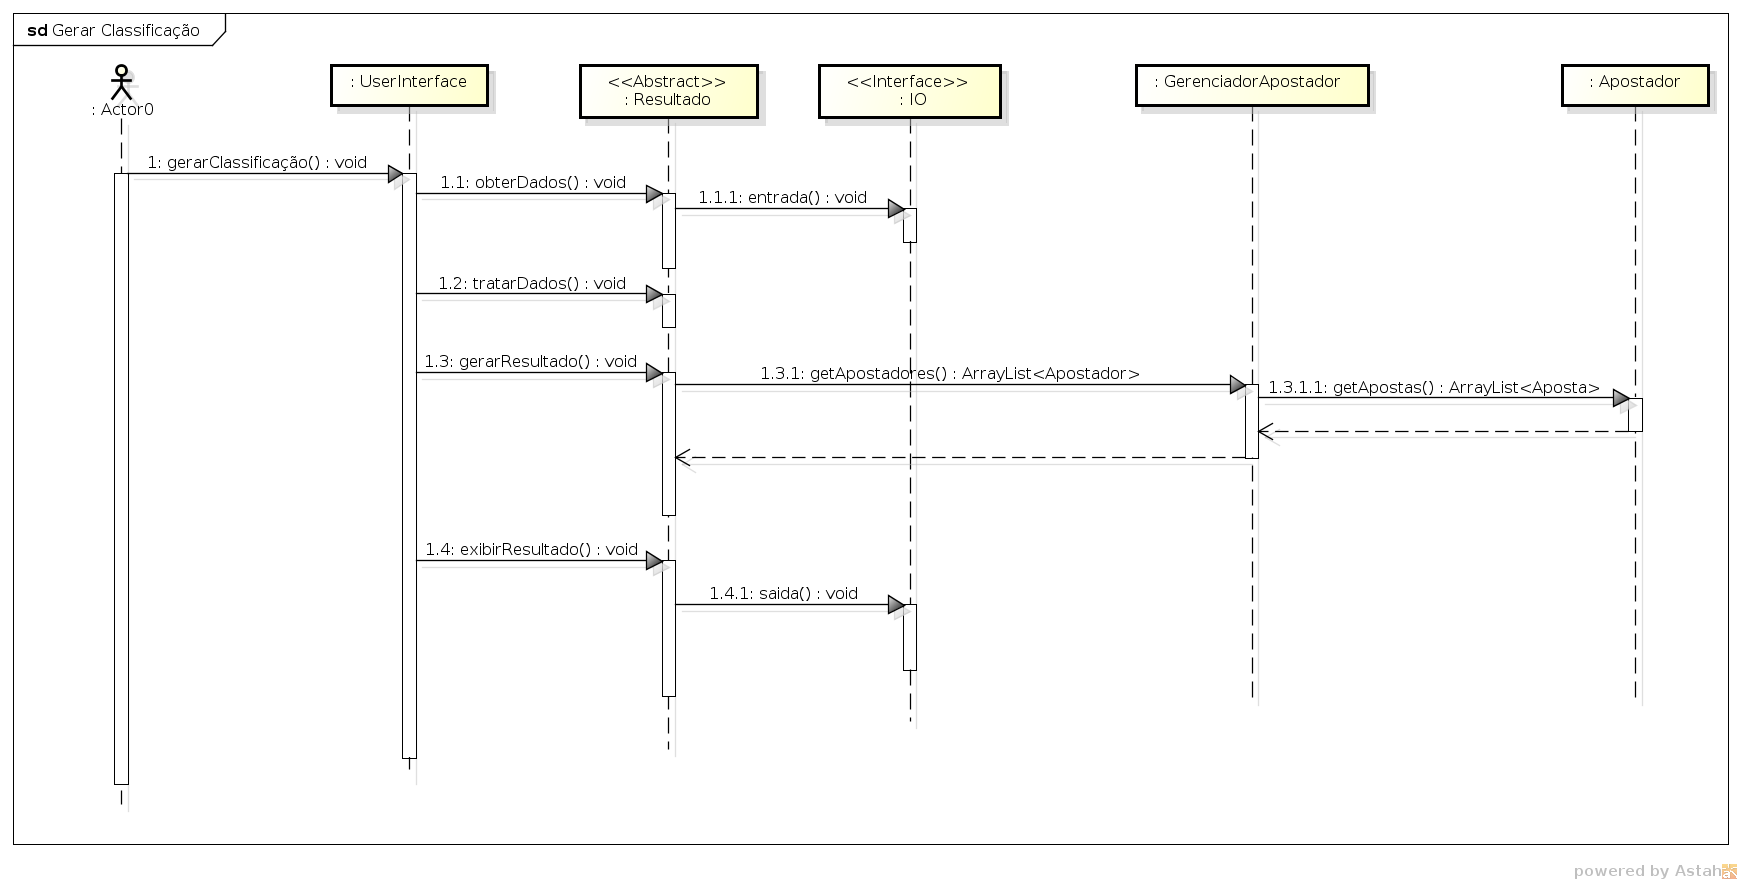 sd Gerar Classificação
: Actor0
: UserInterface
<<Abstract>>
: Resultado
<<Interface>>
: IO
: GerenciadorApostador
: Apostador
1: gerarClassificação() : void
1.1: obterDados() : void
1.1.1: entrada() : void
1.2: tratarDados() : void
1.3: gerarResultado() : void
1.3.1: getApostadores() : ArrayList<Apostador>
1.3.1.1: getApostas() : ArrayList<Aposta>
1.4: exibirResultado() : void
1.4.1: saida() : void
powered by Astah